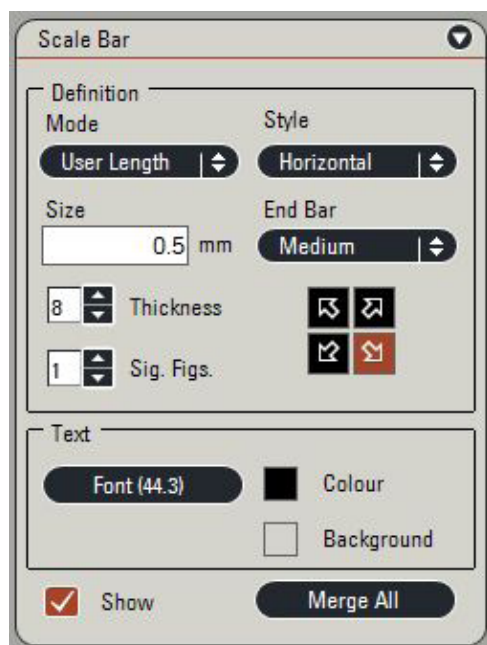 Scale Bar
Definition
Mode Style
User Length Horizontal
Size End Bar
0.5 mm Medium
8 Thickness
1 Sig. Figs.
Text
Font (44.3) Colour
Background
Show Merge All